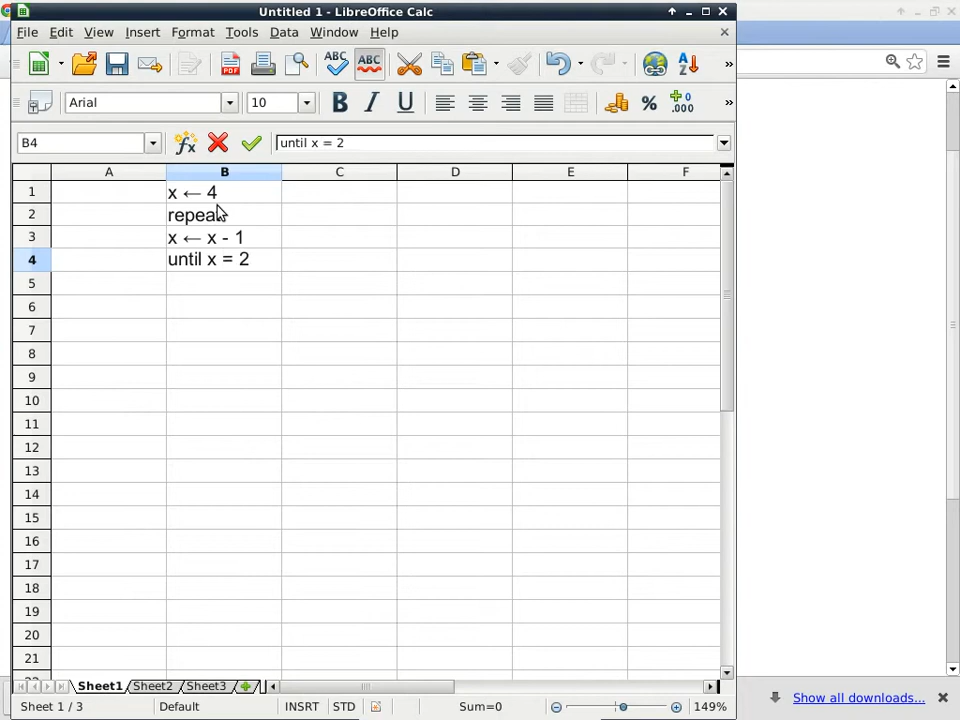 Untitled 1 - LibreOffice Calc
File Edit View Insert Format Tools Data Window Help
ABC ABC
Arial 10
B4 until x = 2
A B C D E F
1 x ← 4
2 repeat
3 x ← x - 1
4 until x = 2
5
6
7
8
9
10
11
12
13
14
15
16
17
18
19
20
21
Sheet1 Sheet2 Sheet3
Sheet 1 / 3 Default INSRT STD Sum=0 149%
Show all downloads...